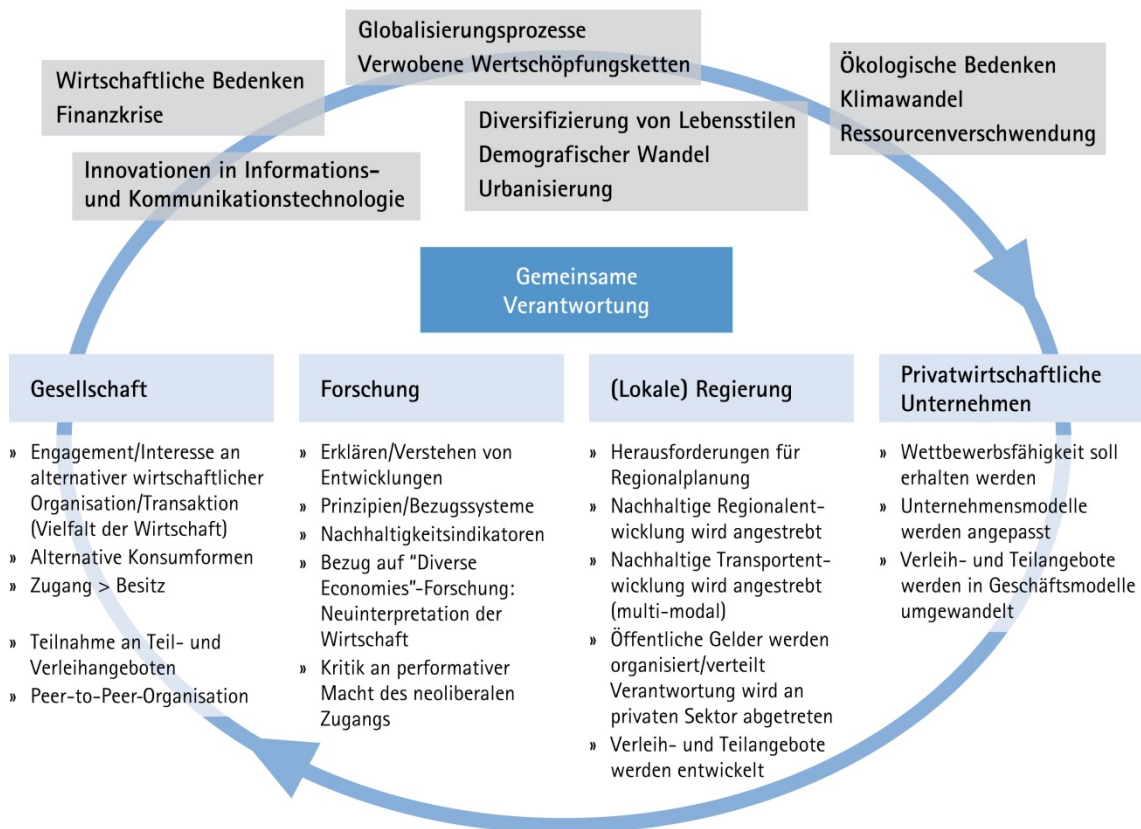 Globalisierungsprozesse
Verwobene Wertschöpfungsketten
Wirtschaftliche Bedenken
Finanzkrise
Ökologische Bedenken
Klimawandel
Ressourcenverschwendung
Diversifizierung von Lebensstilen
Demografischer Wandel
Urbanisierung
Innovationen in Informations-
und Kommunikationstechnologie
Gemeinsame
Verantwortung
Gesellschaft
» Engagement/Interesse an
alternativer wirtschaftlicher
Organisation/Transaktion
(Vielfalt der Wirtschaft)
» Alternative Konsumformen
» Zugang > Besitz
» Teilnahme an Teil- und
Verleihangeboten
» Peer-to-Peer-Organisation
Forschung
» Erklären/Verstehen von
Entwicklungen
» Prinzipien/Bezugssysteme
» Nachhaltigkeitsindikatoren
» Bezug auf "Diverse
Economies"-Forschung:
Neuinterpretation der
Wirtschaft
» Kritik an performativer
Macht des neoliberalen
Zugangs
(Lokale) Regierung
» Herausforderungen für
Regionalplanung
» Nachhaltige Regionalent-
wicklung wird angestrebt
» Nachhaltige Transportent-
wicklung wird angestrebt
(multi-modal)
» Öffentliche Gelder werden
organisiert/verteilt
Verantwortung wird an
privaten Sektor abgetreten
» Verleih- und Teilangebote
werden entwickelt
Privatwirtschaftliche
Unternehmen
» Wettbewerbsfähigkeit soll
erhalten werden
» Unternehmensmodelle
werden angepasst
» Verleih- und Teilangebote
werden in Geschäftsmodelle
umgewandelt